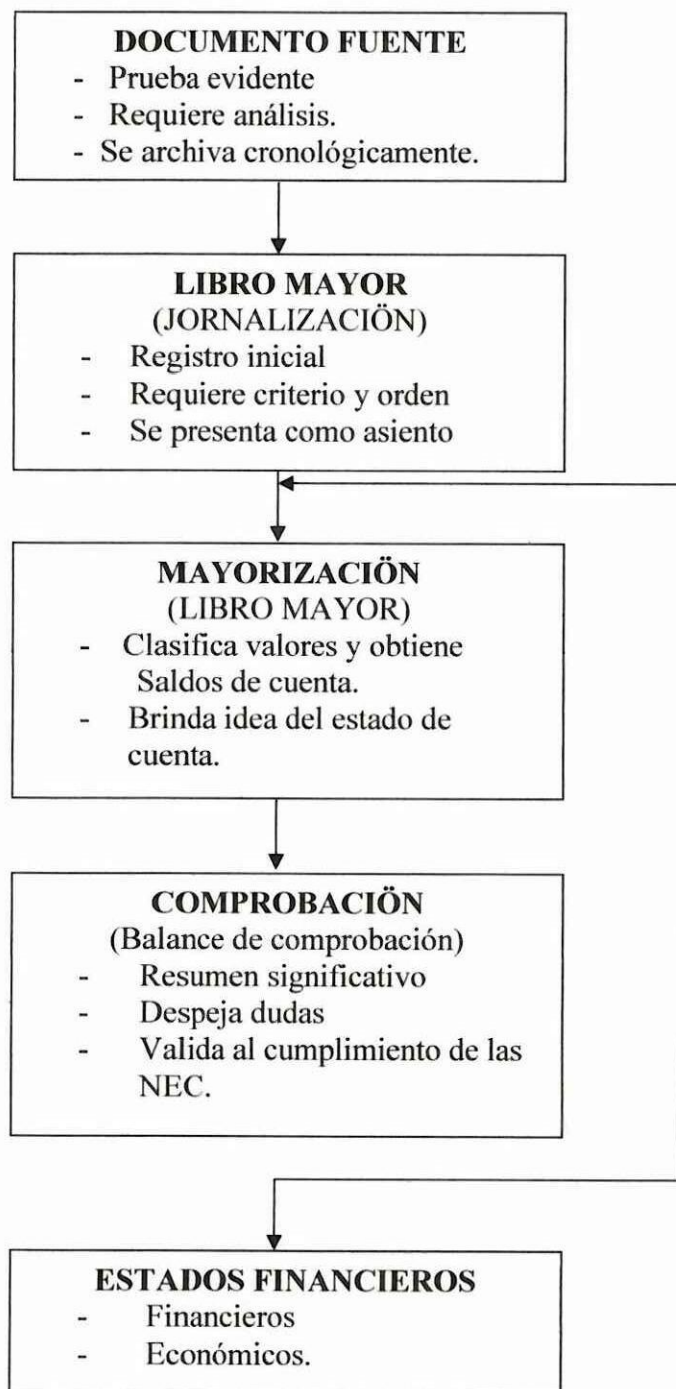 DOCUMENTO FUENTE
- Prueba evidente
- Requiere análisis.
- Se archiva cronológicamente.
LIBRO MAYOR
(JORNALIZACIÖN)
- Registro inicial
- Requiere criterio y orden
- Se presenta como asiento
MAYORIZACIÖN
(LIBRO MAYOR)
- Clasifica valores y obtiene
Saldos de cuenta.
- Brinda idea del estado de
cuenta.
COMPROBACIÖN
(Balance de comprobación)
- Resumen significativo
- Despeja dudas
- Valida al cumplimiento de las
NEC.
ESTADOS FINANCIEROS
- Financieros
- Económicos.